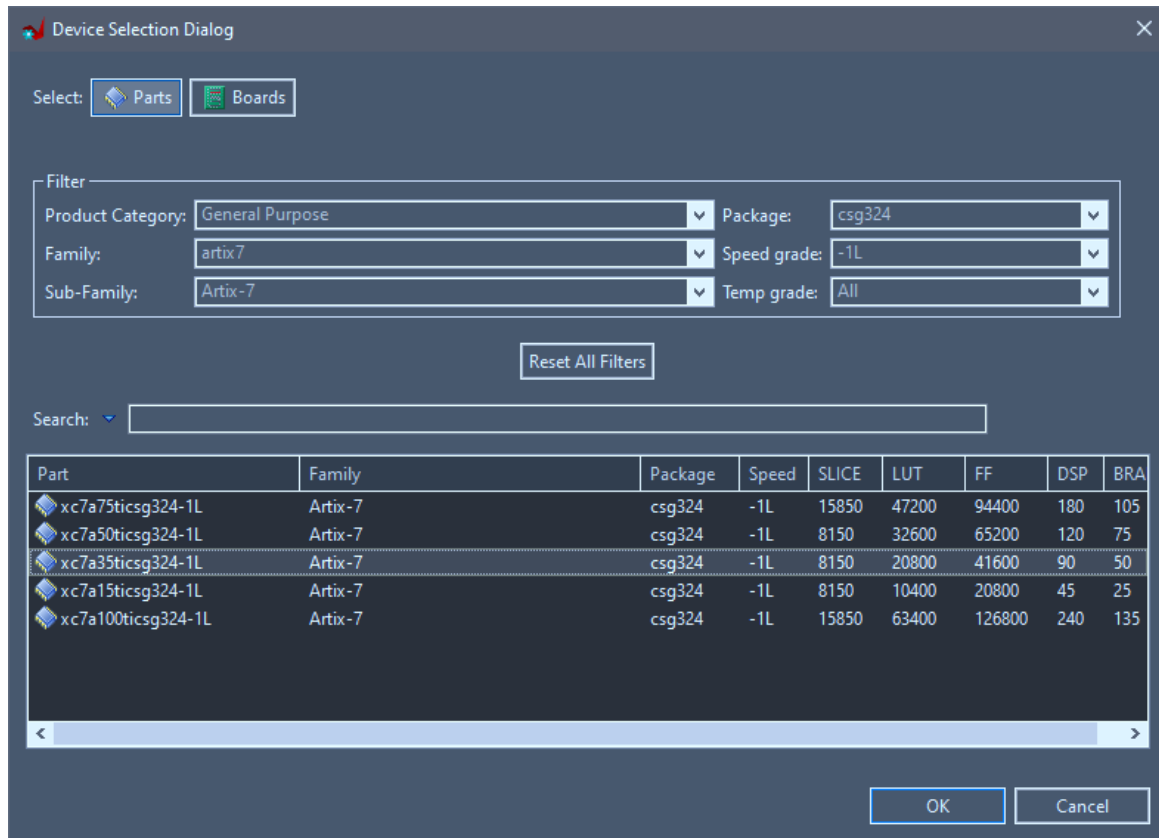 Device Selection Dialog
Select: Parts Boards
Filter
Product Category: General Purpose Package: csg324
Family: artix7 Speed grade: -1L
Sub-Family: Artix-7 Temp grade: All
Reset All Filters
Search:
Part Family Package Speed SLICE LUT FF DSP BRA
xc7a75ticsg324-1L Artix-7 csg324 -1L 15850 47200 94400 180 105
xc7a50ticsg324-1L Artix-7 csg324 -1L 8150 32600 65200 120 75
xc7a35ticsg324-1L Artix-7 csg324 -1L 8150 20800 41600 90 50
xc7a15ticsg324-1L Artix-7 csg324 -1L 8150 10400 20800 45 25
xc7a100ticsg324-1L Artix-7 csg324 -1L 15850 63400 126800 240 135
OK Cancel